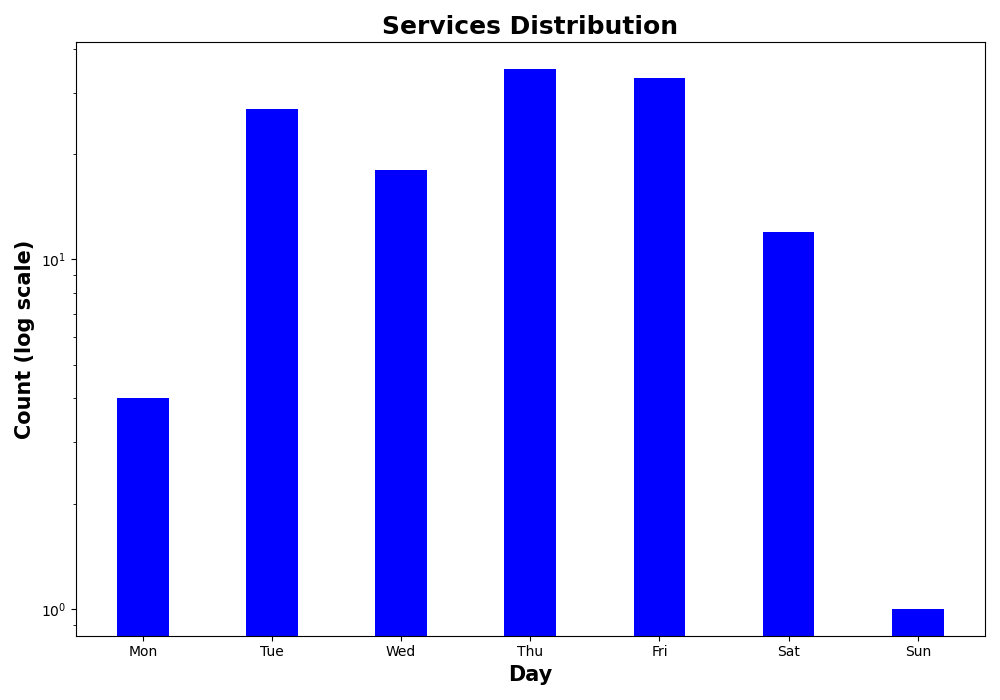 Services Distribution
Count (log scale)
10¹
10⁰
Mon Tue Wed Thu Fri Sat Sun
Day